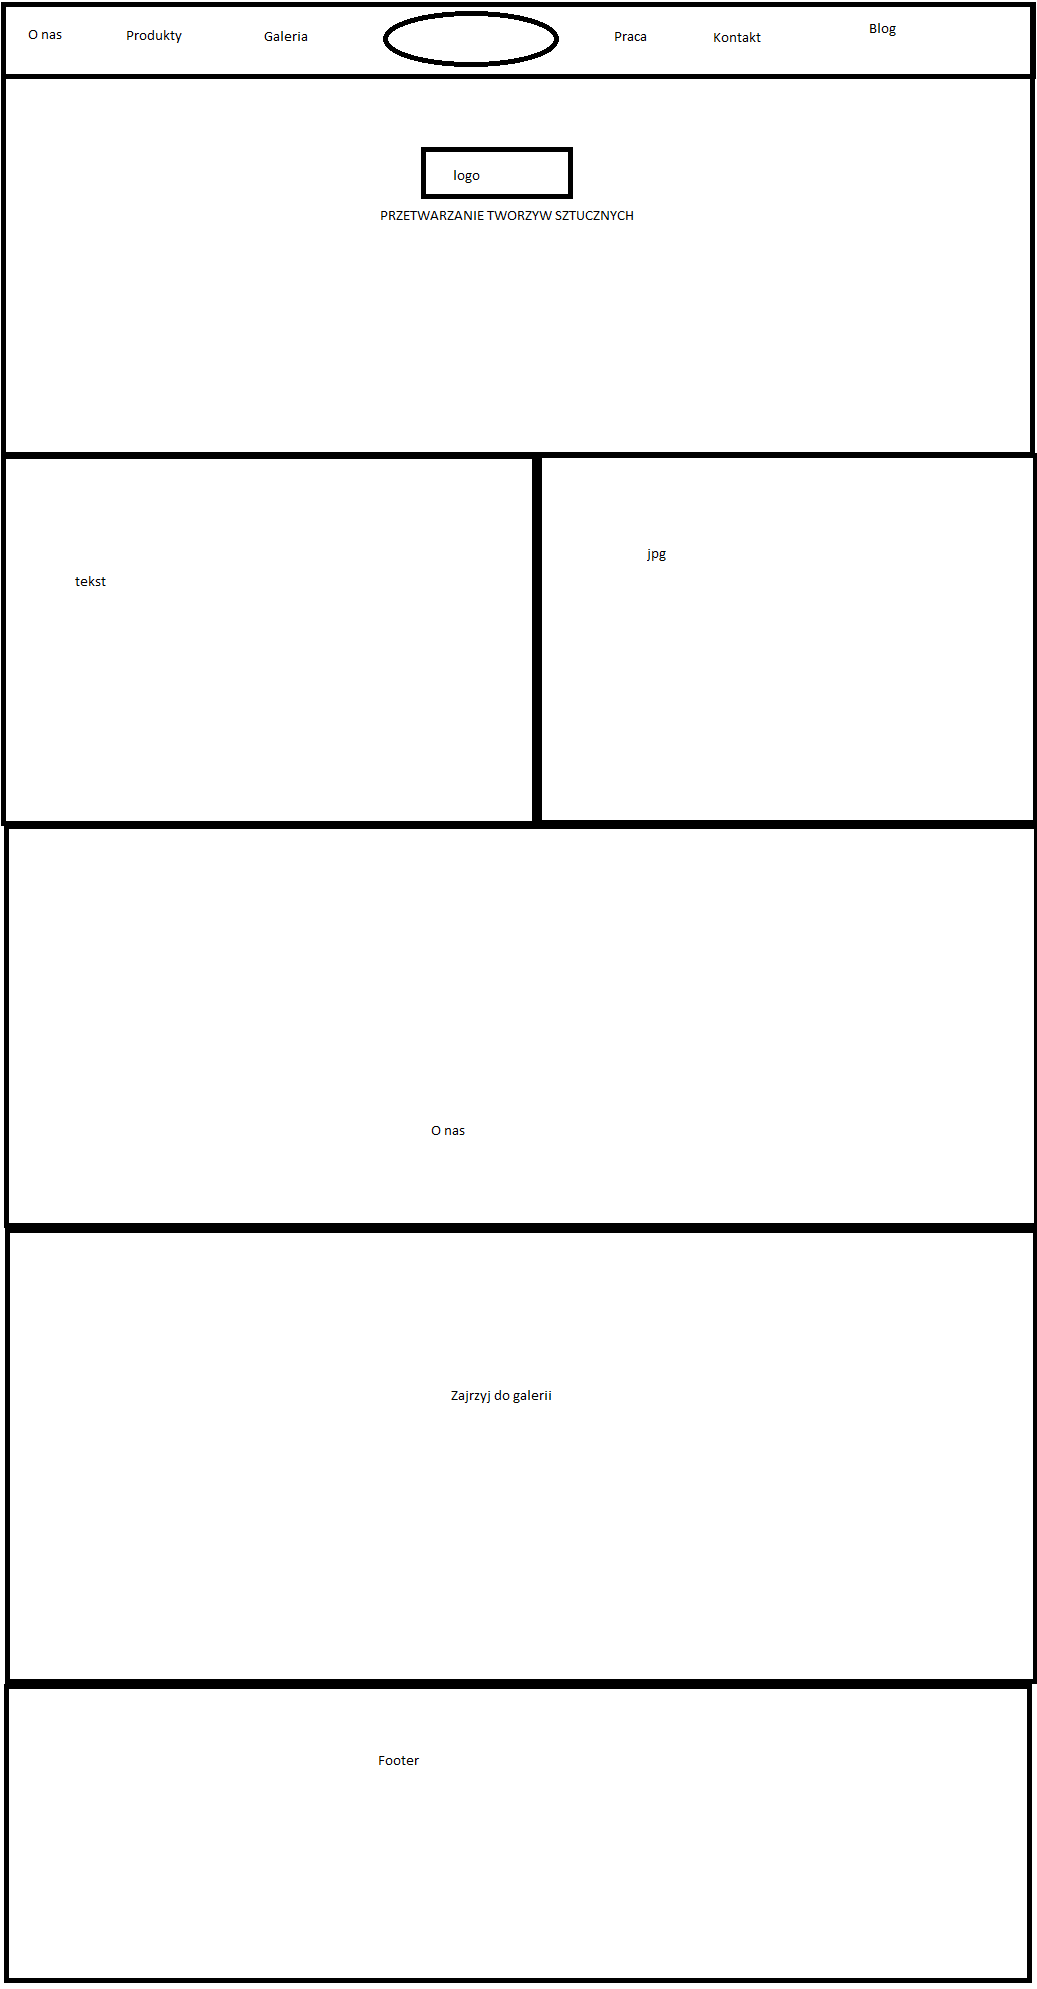 O nas Produkty Galeria Praca Kontakt Blog
logo
PRZETWARZANIE TWORZYW SZTUCZNYCH
tekst
jpg
O nas
Zajrzyj do galerii
Footer